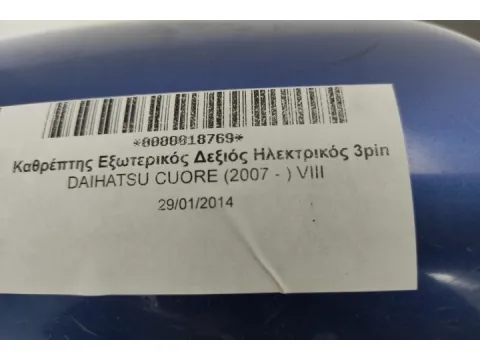 *0000018769*
Καθρέπτης Εξωτερικός Δεξιός Ηλεκτρικός 3pin
DAIHATSU CUORE (2007 - ) VIII
29/01/2014